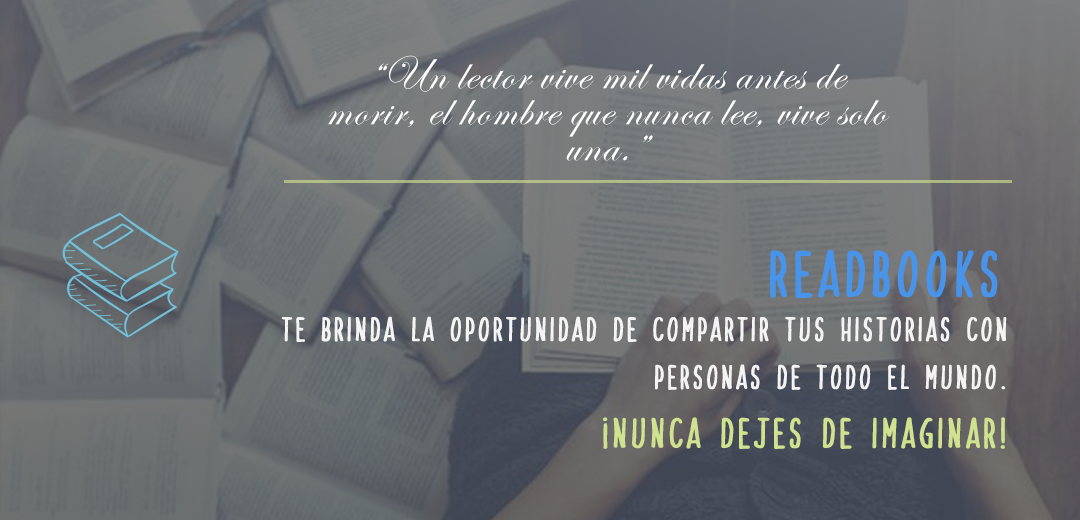 “Un lector vive mil vidas antes de
morir, el hombre que nunca lee, vive solo
una.”
READBOOKS
TE BRINDA LA OPORTUNIDAD DE COMPARTIR TUS HISTORIAS CON
PERSONAS DE TODO EL MUNDO.
¡NUNCA DEJES DE IMAGINAR!